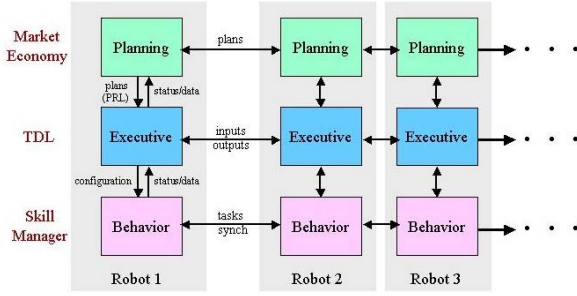 Market
Economy
Planning
plans
Planning
Planning
plans
(PRL)
status/data
TDL
Executive
inputs
outputs
Executive
Executive
configuration
status/data
Skill
Manager
Behavior
tasks
synch
Behavior
Behavior
Robot 1
Robot 2
Robot 3